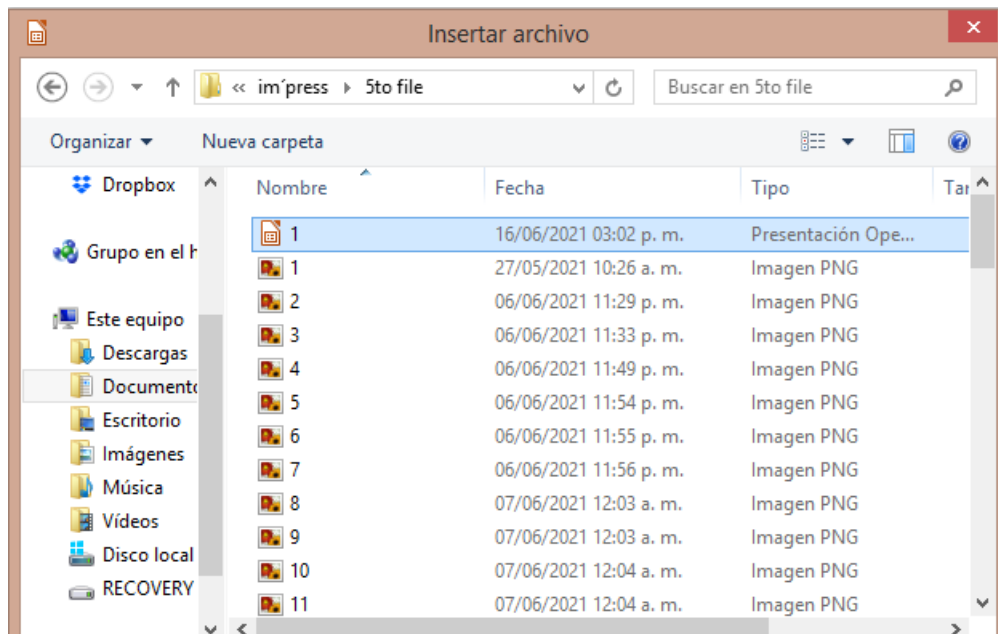 Insertar archivo
« im´press 5to file Buscar en 5to file
Organizar Nueva carpeta
Dropbox
Grupo en el h
Este equipo
Descargas
Documento
Escritorio
Imágenes
Música
Vídeos
Disco local
RECOVERY
Nombre Fecha Tipo Tar
1 16/06/2021 03:02 p. m. Presentación Ope...
1 27/05/2021 10:26 a. m. Imagen PNG
2 06/06/2021 11:29 p. m. Imagen PNG
3 06/06/2021 11:33 p. m. Imagen PNG
4 06/06/2021 11:49 p. m. Imagen PNG
5 06/06/2021 11:54 p. m. Imagen PNG
6 06/06/2021 11:55 p. m. Imagen PNG
7 06/06/2021 11:56 p. m. Imagen PNG
8 07/06/2021 12:03 a. m. Imagen PNG
9 07/06/2021 12:03 a. m. Imagen PNG
10 07/06/2021 12:04 a. m. Imagen PNG
11 07/06/2021 12:04 a. m. Imagen PNG